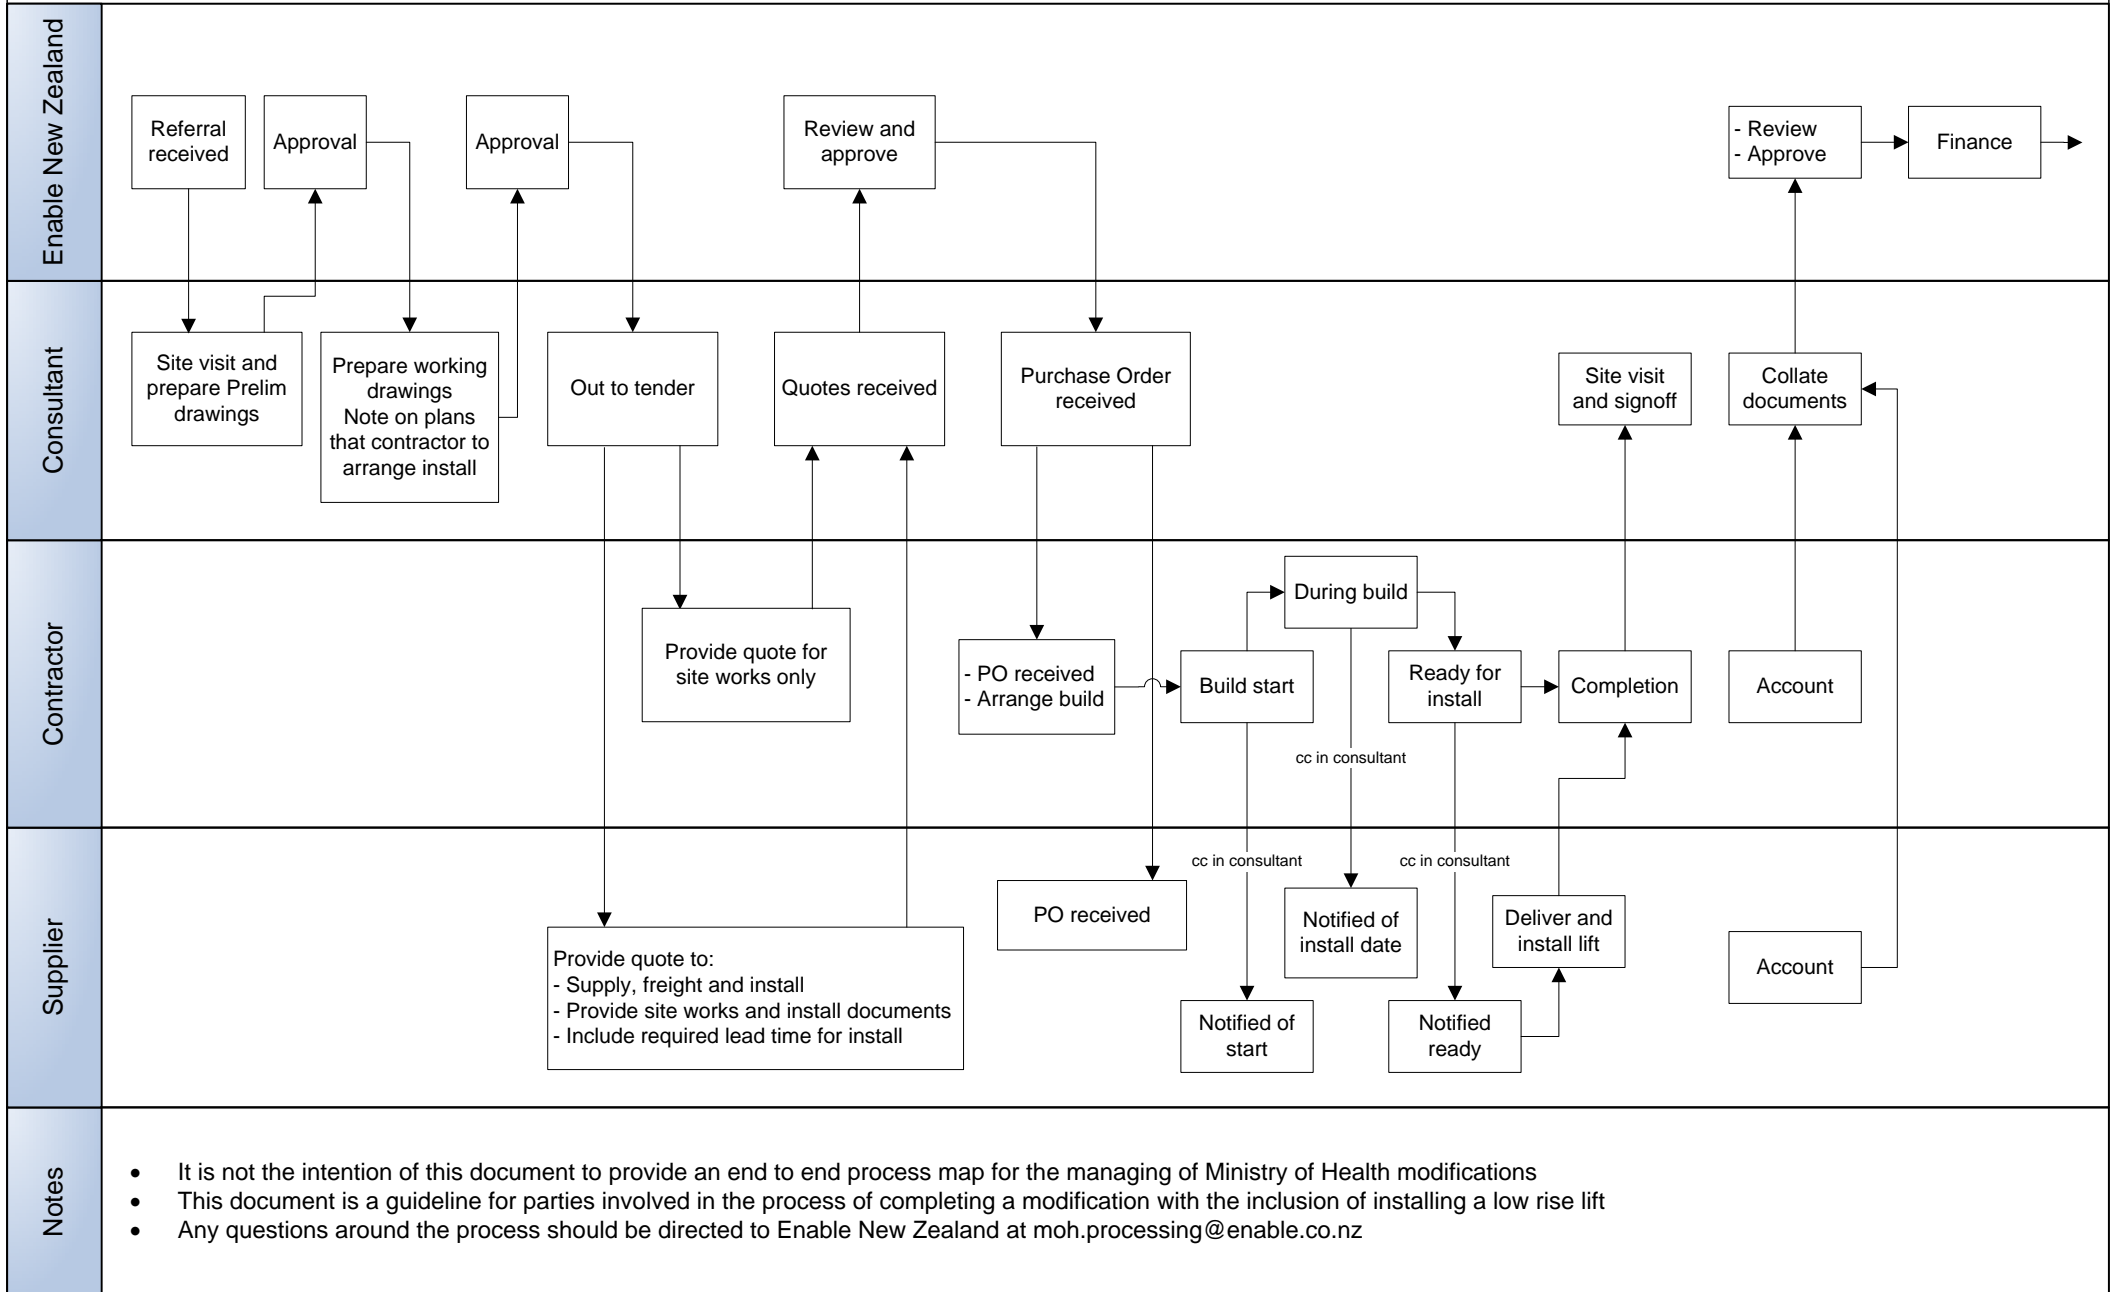 Enable New Zealand
Referral
received
Approval
Approval
Review and
approve
- Review
- Approve
Finance
Consultant
Site visit and
prepare Prelim
drawings
Prepare working
drawings
Note on plans
that contractor to
arrange install
Out to tender
Quotes received
Purchase Order
received
Site visit
and signoff
Collate
documents
Contractor
Provide quote for
site works only
- PO received
- Arrange build
Build start
During build
Ready for
install
Completion
Account
cc in consultant
Supplier
cc in consultant
cc in consultant
Provide quote to:
- Supply, freight and install
- Provide site works and install documents
- Include required lead time for install
PO received
Notified of
start
Notified of
install date
Notified
ready
Deliver and
install lift
Account
Notes
• It is not the intention of this document to provide an end to end process map for the managing of Ministry of Health modifications
• This document is a guideline for parties involved in the process of completing a modification with the inclusion of installing a low rise lift
• Any questions around the process should be directed to Enable New Zealand at moh.processing@enable.co.nz